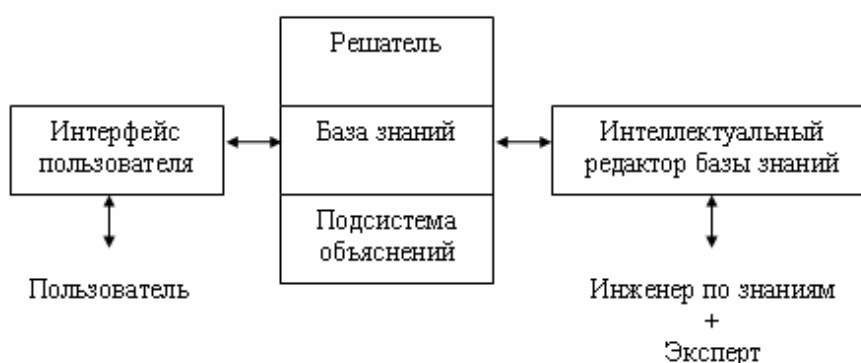 Решатель
Интерфейс
пользователя
База знаний
Интеллектуальный
редактор базы знаний
Подсистема
объяснений
Пользователь
Инженер по знаниям
+
Эксперт